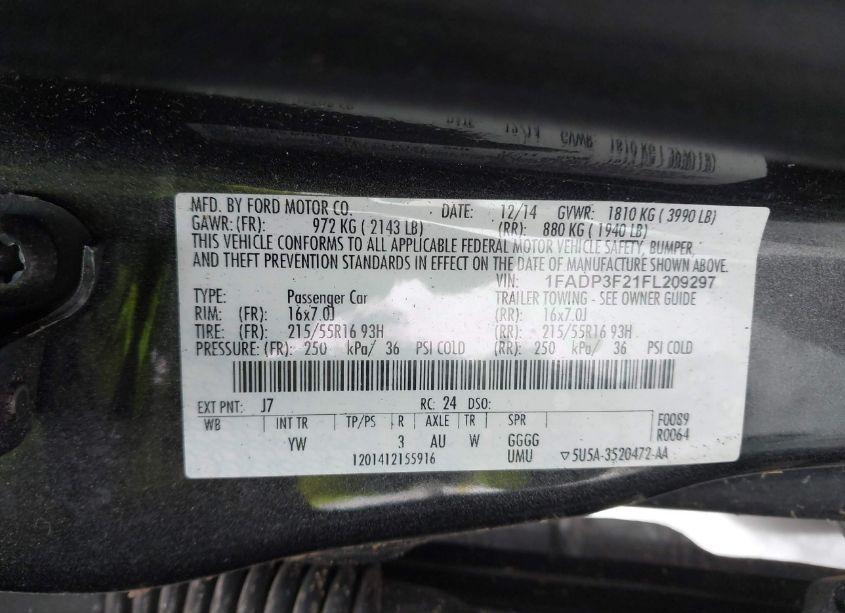 MFD. BY FORD MOTOR CO. DATE: 12/14 GVWR: 1810 KG ( 3990 LB)
GAWR: (FR): 972 KG ( 2143 LB) (RR): 880 KG ( 1940 LB)
THIS VEHICLE CONFORMS TO ALL APPLICABLE FEDERAL MOTOR VEHICLE SAFETY, BUMPER,
AND THEFT PREVENTION STANDARDS IN EFFECT ON THE DATE OF MANUFACTURE SHOWN ABOVE.
VIN: 1FADP3F21FL209297
TYPE: Passenger Car TRAILER TOWING - SEE OWNER GUIDE
RIM: (FR): 16x7.0J (RR): 16x7.0J
TIRE: (FR): 215/55R16 93H (RR): 215/55R16 93H
PRESSURE: (FR): 250 kPa/ 36 PSI COLD (RR): 250 kPa/ 36 PSI COLD
EXT PNT: J7 RC: 24 DSO:
WB INT TR TP/PS R AXLE TR SPR F0089
YW 3 AU W GGGG R0064
1201412155916 UMU ▽5U5A-3520472-AA